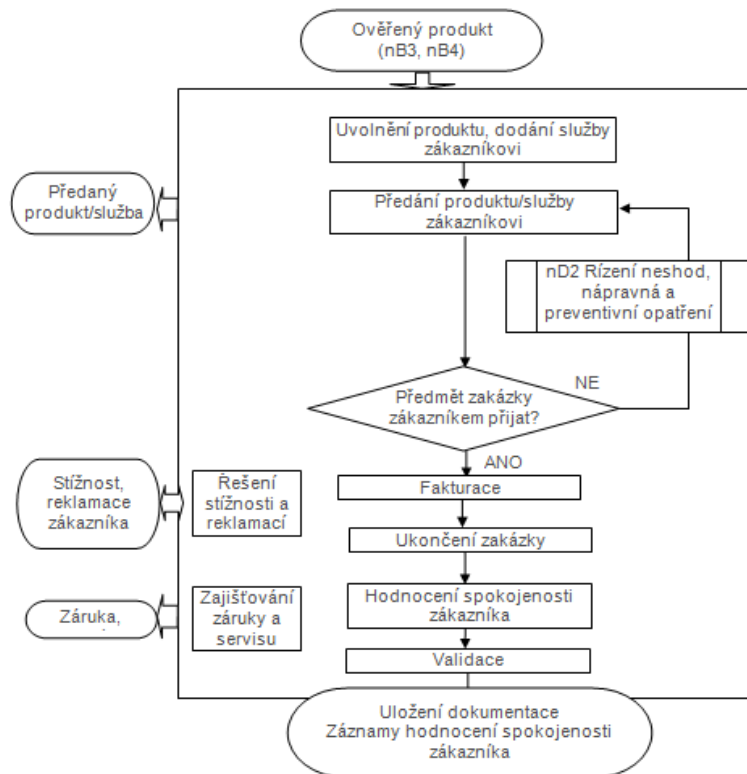 Ověřený produkt
(nB3, nB4)
Uvolnění produktu, dodání služby
zákazníkovi
Předaný
produkt/služba
Předání produktu/služby
zákazníkovi
nD2 Rízení neshod,
nápravná a
preventivní opatření
NE
Předmět zakázky
zákazníkem přijat?
ANO
Stížnost,
reklamace
zákazníka
Řešení
stížnosti a
reklamací
Fakturace
Ukončení zakázky
Záruka,
Zajišťování
záruky a
servisu
Hodnocení spokojenosti
zákazníka
Validace
Uložení dokumentace
Záznamy hodnocení spokojenosti
zákazníka